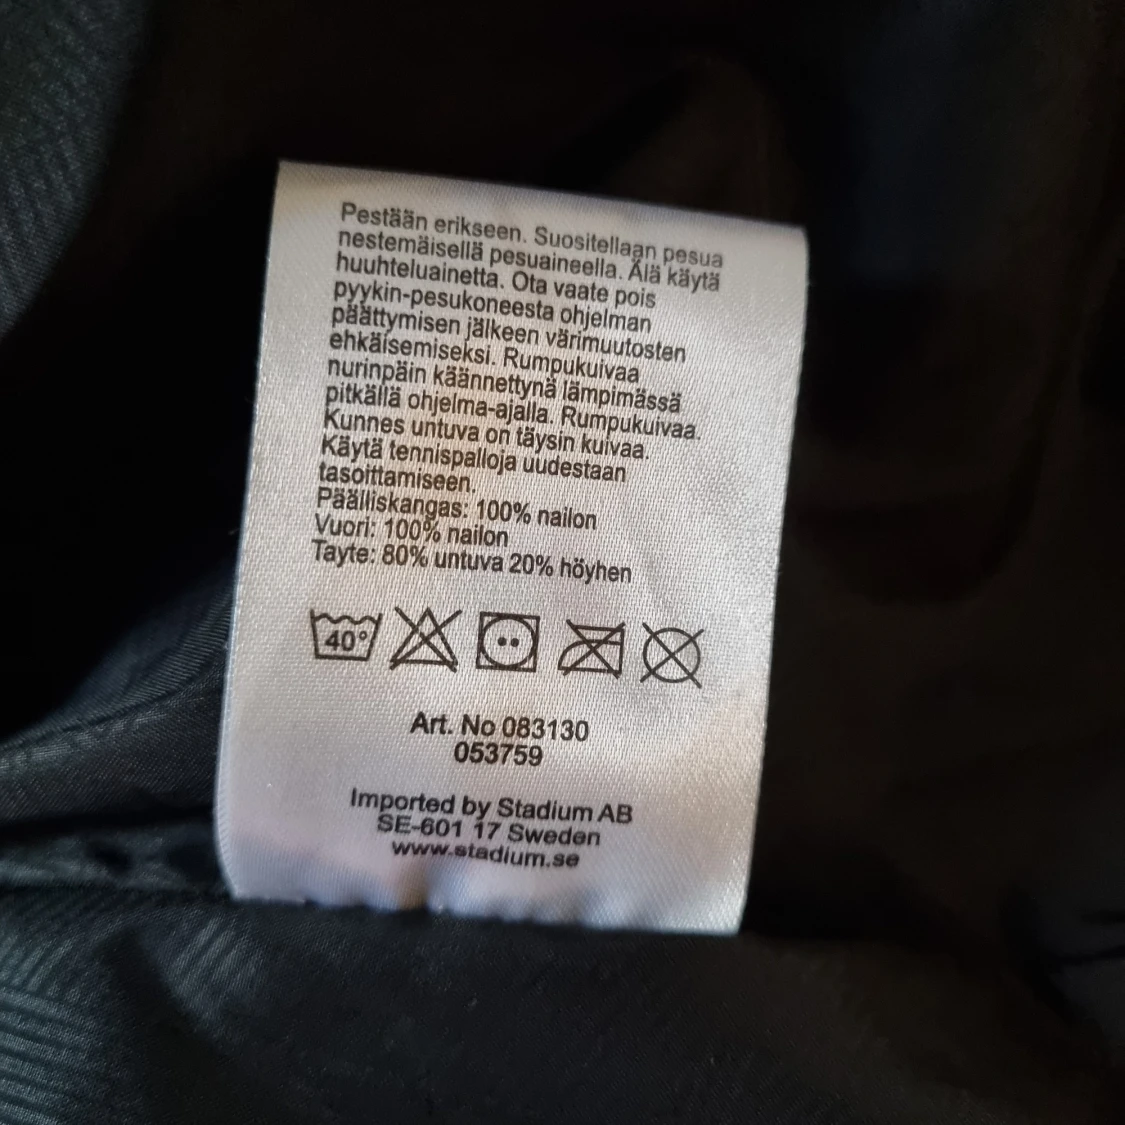 Pestään erikseen. Suositellaan pesua
nestemäisellä pesuaineella. Älä käytä
huuhteluainetta. Ota vaate pois
pyykin-pesukoneesta ohjelman
päättymisen jälkeen värimuutosten
ehkäisemiseksi. Rumpukuivaa
nurinpäin käännettynä lämpimässä
pitkällä ohjelma-ajalla. Rumpukuivaa.
Kunnes untuva on täysin kuivaa.
Käytä tennispalloja uudestaan
tasoittamiseen.
Päälliskangas: 100% nailon
Vuori: 100% nailon
Tayte: 80% untuva 20% höyhen
40°
Art. No 083130
053759
Imported by Stadium AB
SE-601 17 Sweden
www.stadium.se